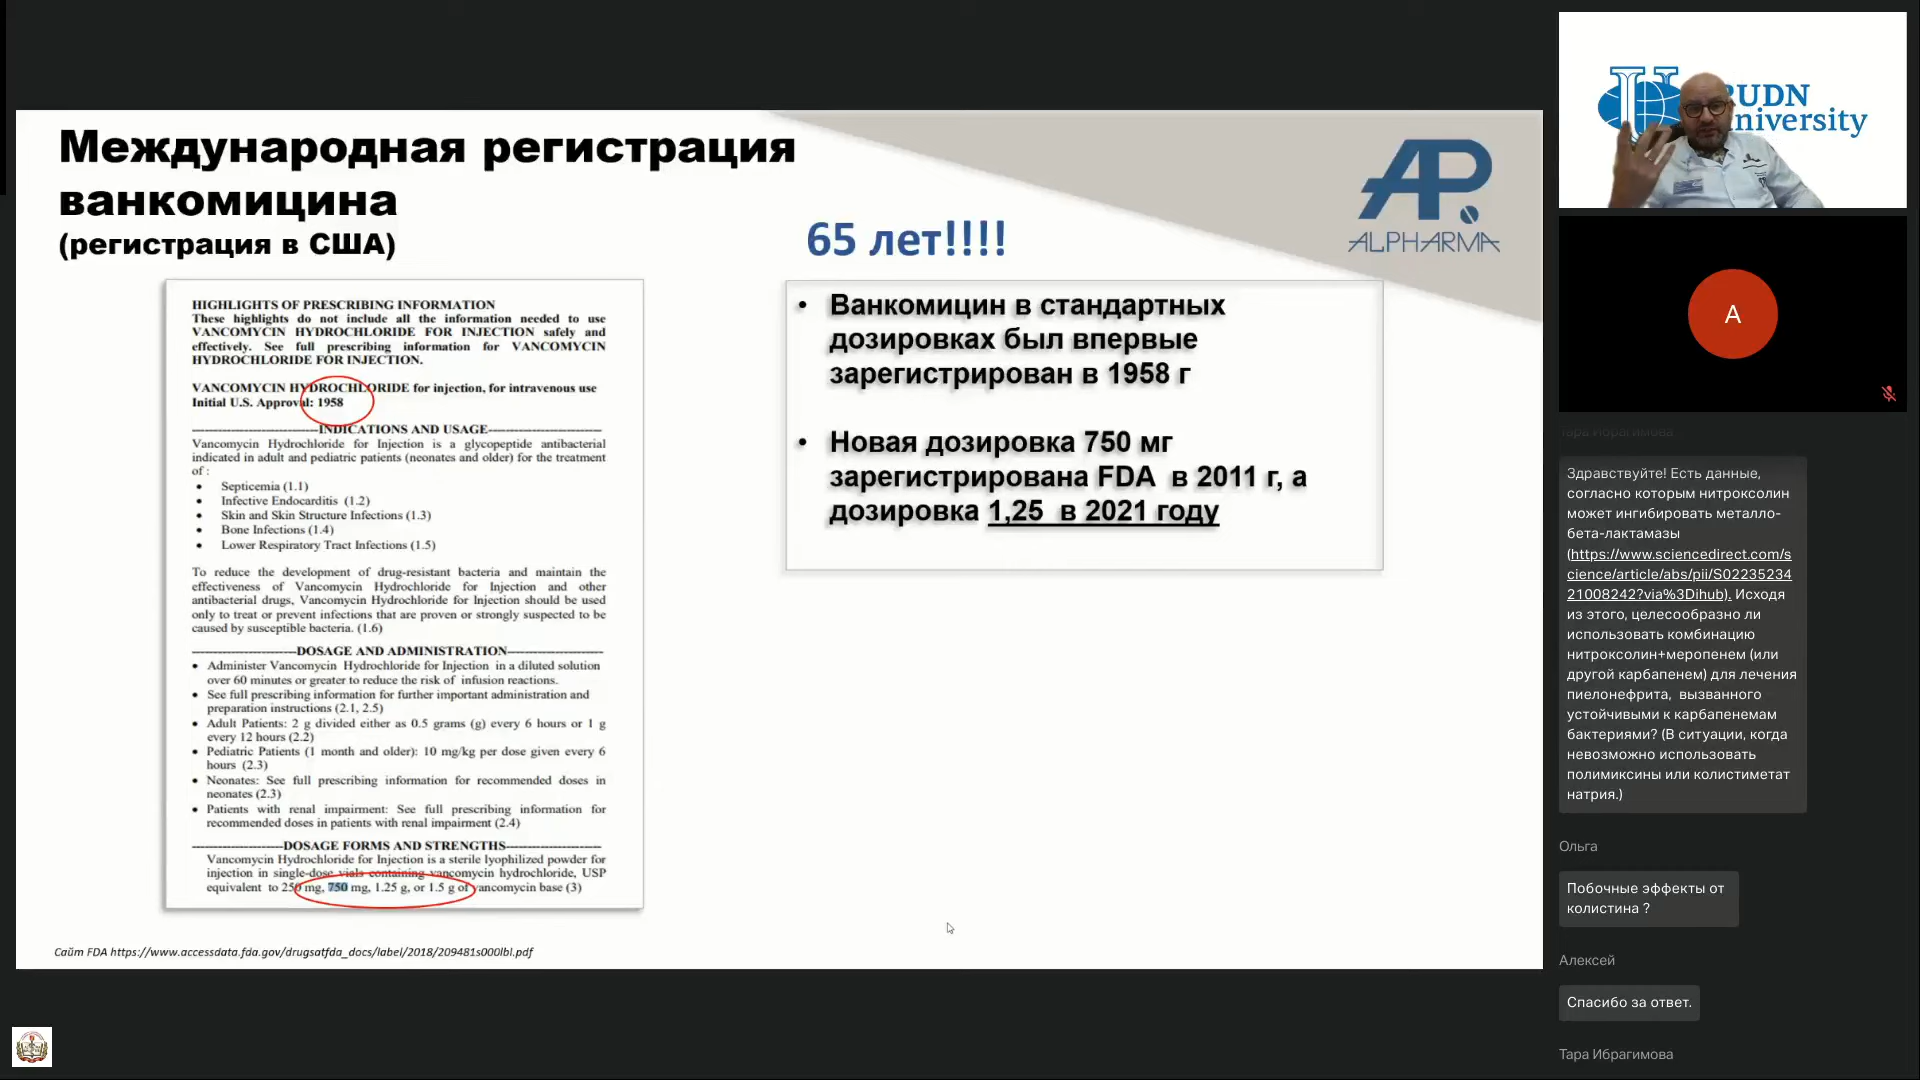 Международная регистрация
ванкомицина
(регистрация в США)
65 лет!!!!
AP
ALPHARMA
HIGHLIGHTS OF PRESCRIBING INFORMATION
These highlights do not include all the information needed to use
VANCOMYCIN HYDROCHLORIDE FOR INJECTION safely and
effectively. See full prescribing information for VANCOMYCIN
HYDROCHLORIDE FOR INJECTION.
VANCOMYCIN HYDROCHLORIDE for injection, for intravenous use
Initial U.S. Approval: 1958
INDICATIONS AND USAGE
Vancomycin Hydrochloride for Injection is a glycopeptide antibacterial
indicated in adult and pediatric patients (neonates and older) for the treatment
of :
• Septicemia (1.1)
• Infective Endocarditis (1.2)
• Skin and Skin Structure Infections (1.3)
• Bone Infections (1.4)
• Lower Respiratory Tract Infections (1.5)
To reduce the development of drug-resistant bacteria and maintain the
effectiveness of Vancomycin Hydrochloride for Injection and other
antibacterial drugs, Vancomycin Hydrochloride for Injection should be used
only to treat or prevent infections that are proven or strongly suspected to be
caused by susceptible bacteria. (1.6)
DOSAGE AND ADMINISTRATION
• Administer Vancomycin Hydrochloride for Injection in a diluted solution
over 60 minutes or greater to reduce the risk of infusion reactions.
• See full prescribing information for further important administration and
preparation instructions (2.1, 2.5)
• Adult Patients: 2 g divided either as 0.5 grams (g) every 6 hours or 1 g
every 12 hours (2.2)
• Pediatric Patients (1 month and older): 10 mg/kg per dose given every 6
hours (2.3)
• Neonates: See full prescribing information for recommended doses in
neonates (2.3)
• Patients with renal impairment: See full prescribing information for
recommended doses in patients with renal impairment (2.4)
DOSAGE FORMS AND STRENGTHS
Vancomycin Hydrochloride for Injection is a sterile lyophilized powder for
injection in single-dose vials containing vancomycin hydrochloride, USP
equivalent to 250 mg, 750 mg, 1.25 g, or 1.5 g of vancomycin base (3)
• Ванкомицин в стандартных
дозировках был впервые
зарегистрирован в 1958 г
• Новая дозировка 750 мг
зарегистрирована FDA в 2011 г, а
дозировка 1,25 в 2021 году
Сайт FDA https://www.accessdata.fda.gov/drugsatfda_docs/label/2018/209481s000lbl.pdf
RUDN
University
A
Тара Ибрагимова
Здравствуйте! Есть данные,
согласно которым нитроксолин
может ингибировать металло-
бета-лактамазы
(https://www.sciencedirect.com/s
cience/article/abs/pii/S02235234
21008242?via%3Dihub). Исходя
из этого, целесообразно ли
использовать комбинацию
нитроксолин+меропенем (или
другой карбапенем) для лечения
пиелонефрита, вызванного
устойчивыми к карбапенемам
бактериями? (В ситуации, когда
невозможно использовать
полимиксины или колистиметат
натрия.)
Ольга
Побочные эффекты от
колистина ?
Алексей
Спасибо за ответ.
Тара Ибрагимова